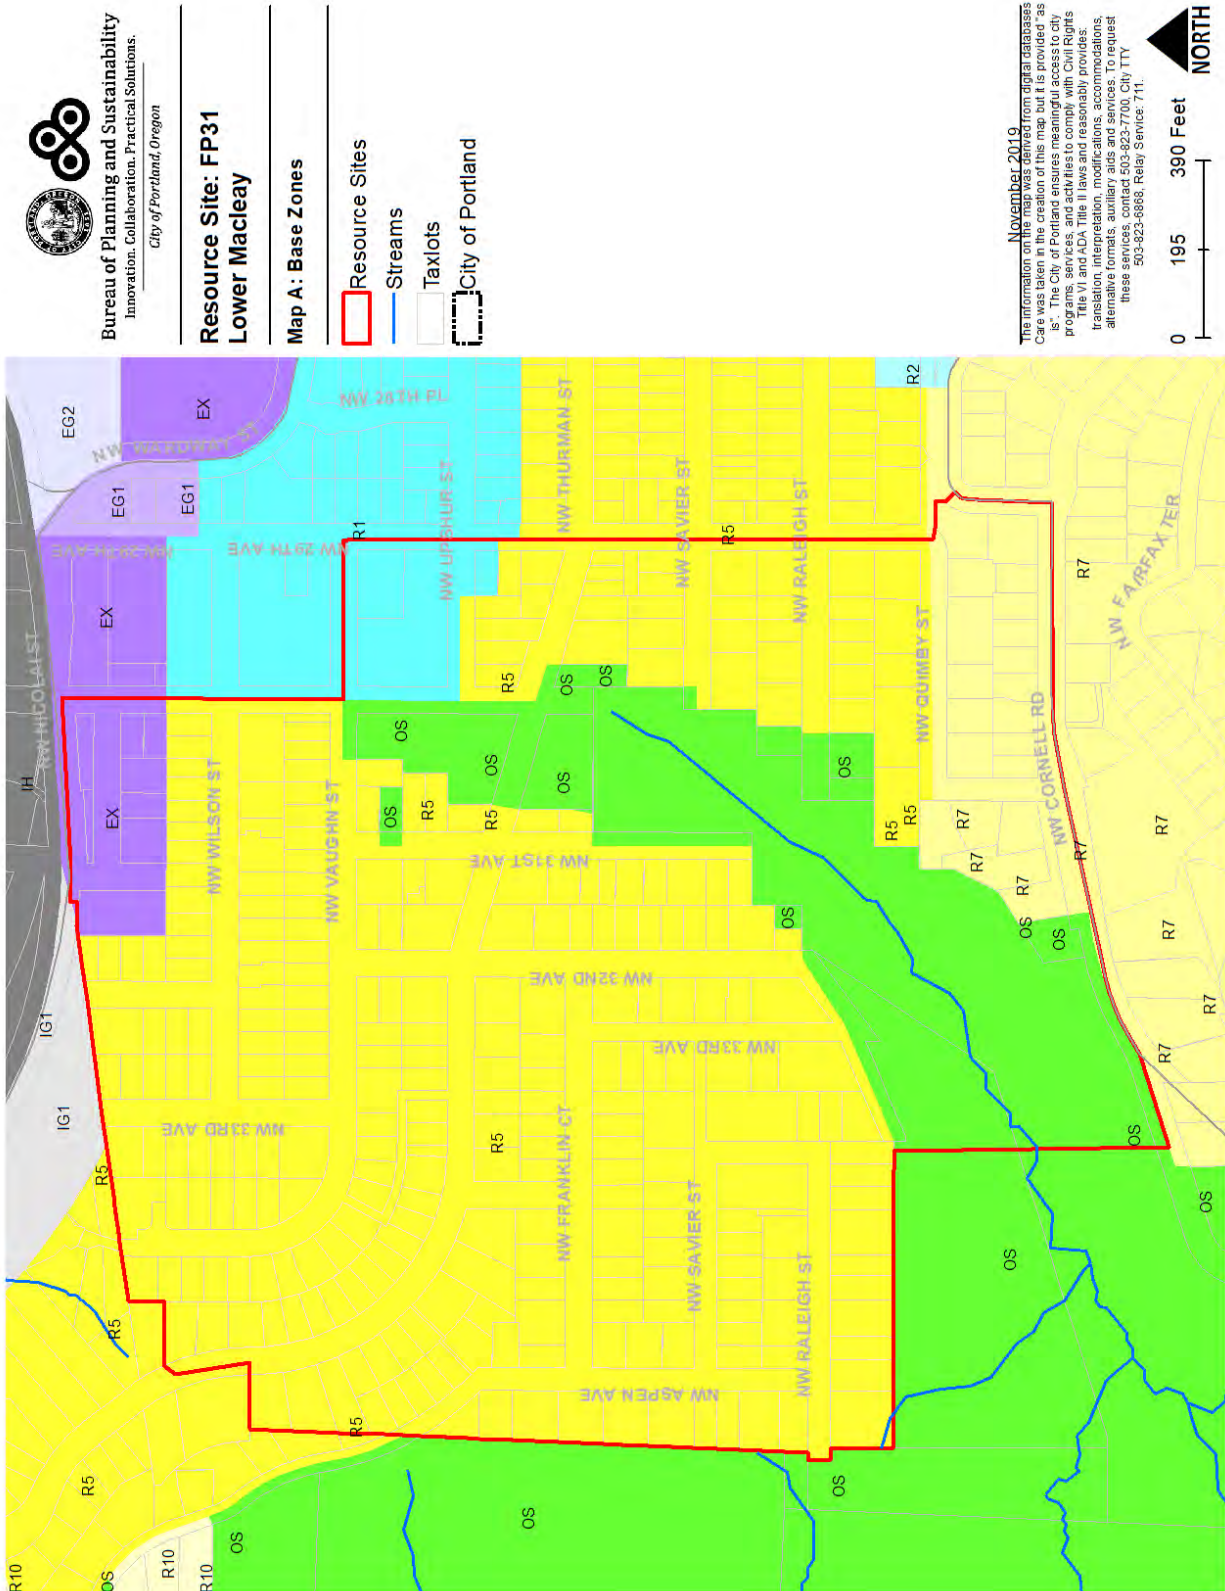 Bureau of Planning and Sustainability
Innovation. Collaboration. Practical Solutions.
City of Portland, Oregon
Resource Site: FP31
Lower Macleay
Map A: Base Zones
Resource Sites
Streams
Taxlots
City of Portland
November 2019
The information on the map was derived from digital databases
Care was taken in the creation of this map but it is provided "as
is". The City of Portland ensures meaningful access to city
programs, services, and activities to comply with Civil Rights
Title VI and ADA Title II laws and reasonably provides:
translation, interpretation, modifications, accommodations,
alternative formats, auxiliary aids and services. To request
these services, contact 503-823-7700, City TTY
503-823-6868, Relay Service: 711.
0 195 390 Feet
NORTH
EG2
EX
EG1
EG1
EX
IH
EX
IG1
IG1
R5
R5
R5
R10
OS
R10
R10
OS
NW NICOLAI ST
NW 29TH AVE
NW 29TH AVE
NW 28TH PL
R1
NW UPSHUR ST
NW THURMAN ST
NW SAVIER ST
R5
NW RALEIGH ST
R2
NW QUIMBY ST
R7
NW FAIRFAX TER
NW CORNELL RD
NW WILSON ST
NW VAUGHN ST
OS
R5
OS
OS
OS
OS
OS
R5
R5
OS
R5
R5
NW 31ST AVE
R7
R7
R7
R7
R7
OS
OS
OS
R7
R7
R7
NW 32ND AVE
NW 33RD AVE
NW 33RD AVE
R5
NW FRANKLIN CT
NW SAVIER ST
NW RALEIGH ST
NW ASPEN AVE
R5
OS
OS
OS
OS
OS